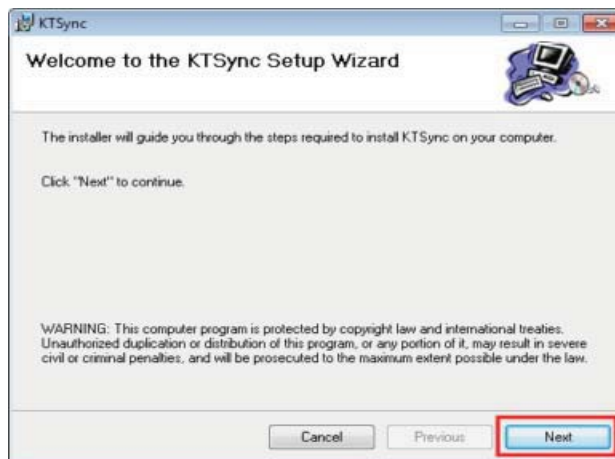 KTSync
Welcome to the KTSync Setup Wizard
The installer will guide you through the steps required to install KTSync on your computer.
Click "Next" to continue.
WARNING: This computer program is protected by copyright law and international treaties.
Unauthorized duplication or distribution of this program, or any portion of it, may result in severe
civil or criminal penalties, and will be prosecuted to the maximum extent possible under the law.
Cancel Previous Next